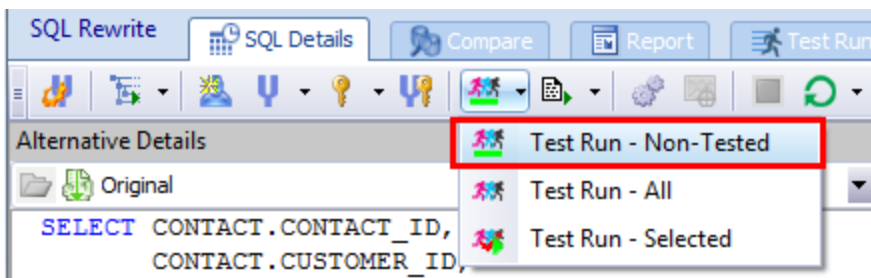 SQL Rewrite SQL Details Compare Report Test Run
Alternative Details
Test Run - Non-Tested
Original
Test Run - All
SELECT CONTACT.CONTACT_ID,
Test Run - Selected
CONTACT.CUSTOMER_ID,